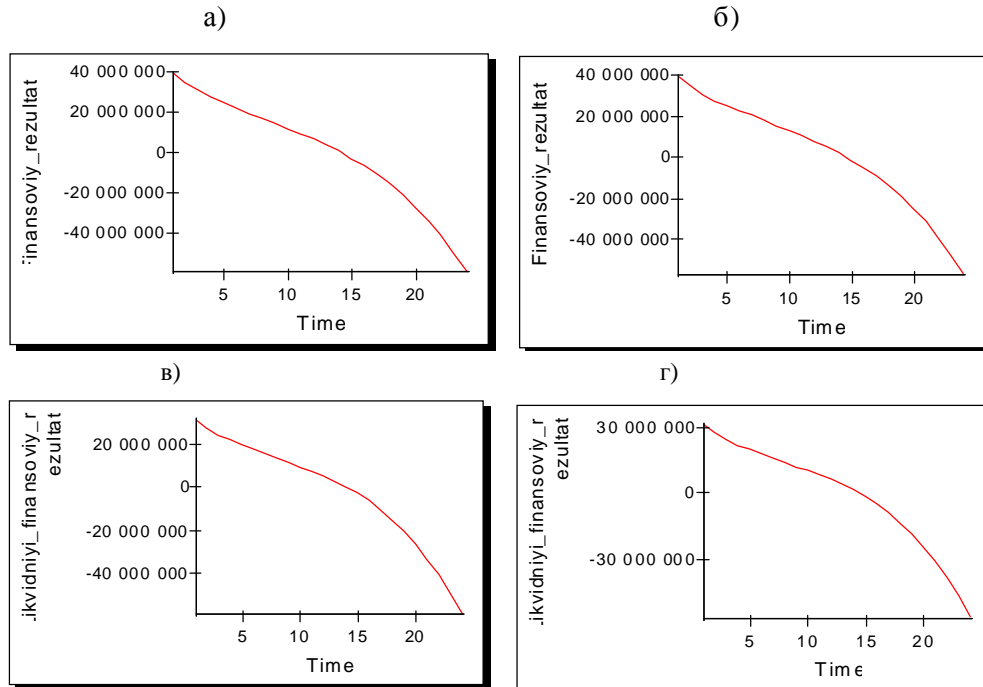 а)
б)
Finansoviy_rezultat
40 000 000
20 000 000
0
-20 000 000
-40 000 000
5 10 15 20
Time
Finansoviy_rezultat
40 000 000
20 000 000
0
-20 000 000
-40 000 000
5 10 15 20
Time
в)
г)
.ikvidniyi_finansoviy_r
ezultat
20 000 000
0
-20 000 000
-40 000 000
5 10 15 20
Time
.ikvidniyi_finansoviy_r
ezultat
30 000 000
0
-30 000 000
5 10 15 20
Time